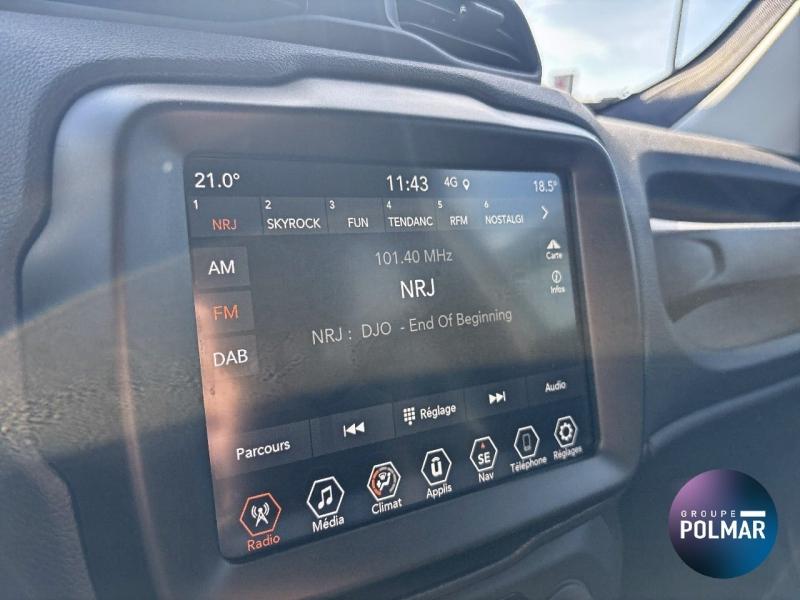 21.0° 11:43 4G 18.5°
1 NRJ 2 SKYROCK 3 FUN 4 TENDANC 5 RFM 6 NOSTALGI
AM
FM
DAB
101.40 MHz
NRJ
NRJ : DJO - End Of Beginning
Carte
Infos
Parcours Réglage Audio
Radio Média Climat Applis SE Nav Téléphone Réglages
GROUPE
POLMAR